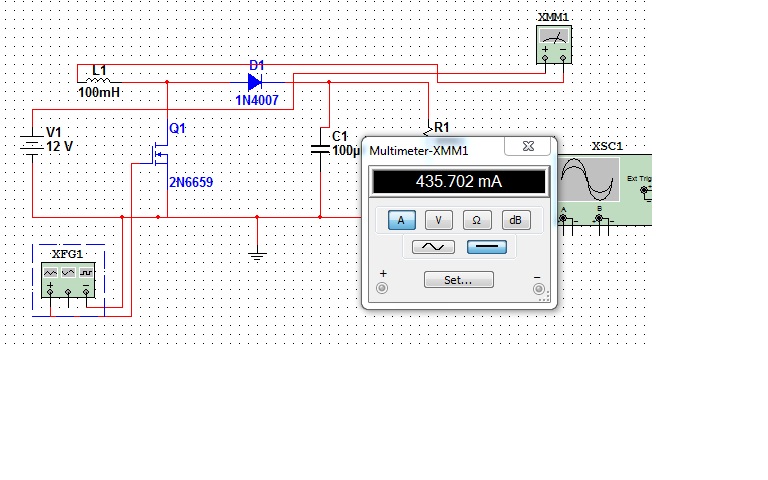 XMM1
L1
100mH
D1
1N4007
V1
12 V
Q1
2N6659
C1
100µ
R1
XSC1
Ext Trig
A
B
XFG1
Multimeter-XMM1
435.702 mA
A V Ω dB
Set...
+ −